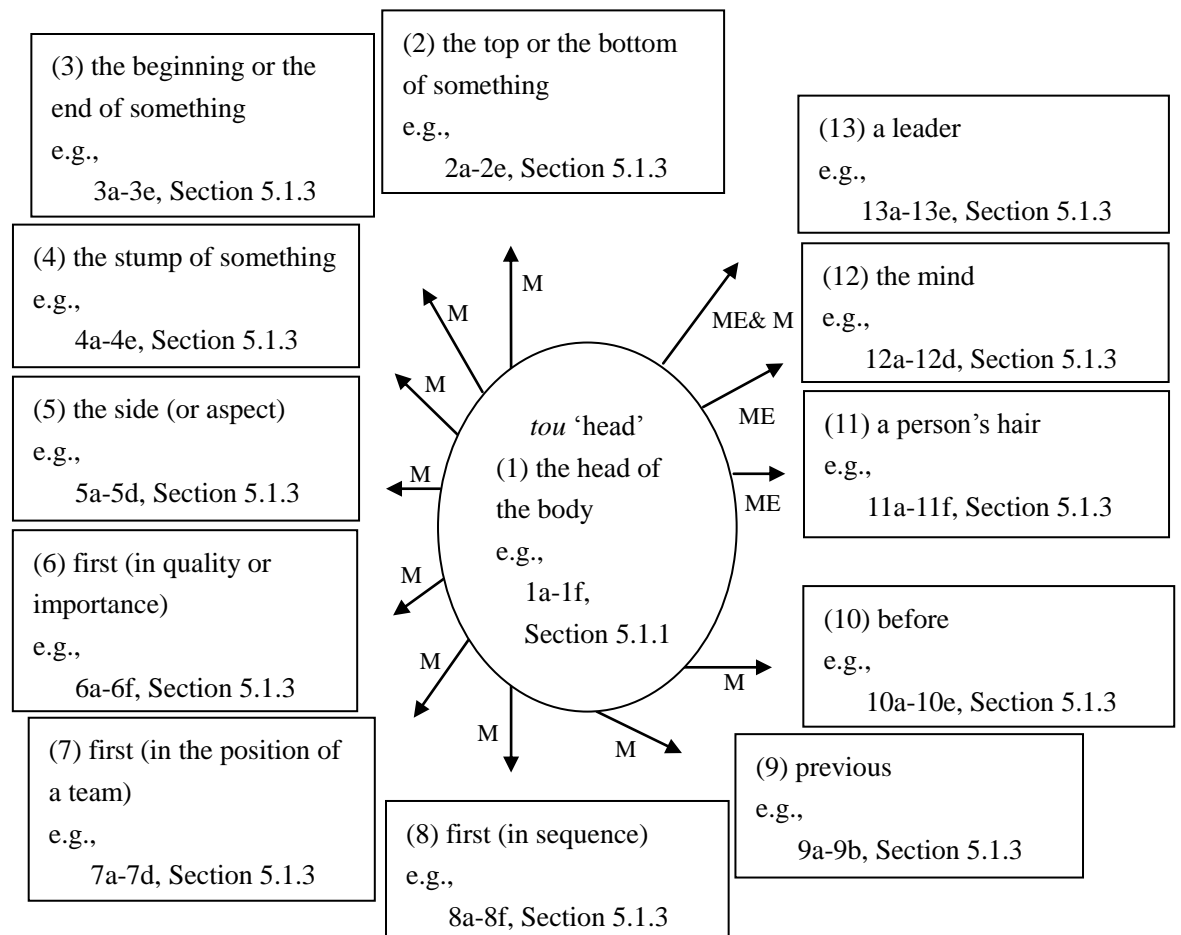 (3) the beginning or the
end of something
e.g.,
3a-3e, Section 5.1.3
(2) the top or the bottom
of something
e.g.,
2a-2e, Section 5.1.3
(13) a leader
e.g.,
13a-13e, Section 5.1.3
(4) the stump of something
e.g.,
4a-4e, Section 5.1.3
(12) the mind
e.g.,
12a-12d, Section 5.1.3
(5) the side (or aspect)
e.g.,
5a-5d, Section 5.1.3
(11) a person’s hair
e.g.,
11a-11f, Section 5.1.3
(6) first (in quality or
importance)
e.g.,
6a-6f, Section 5.1.3
(10) before
e.g.,
10a-10e, Section 5.1.3
(7) first (in the position of
a team)
e.g.,
7a-7d, Section 5.1.3
(8) first (in sequence)
e.g.,
8a-8f, Section 5.1.3
(9) previous
e.g.,
9a-9b, Section 5.1.3
tou ‘head’
(1) the head of
the body
e.g.,
1a-1f,
Section 5.1.1
M
M
M
M
M
M
M
M
M
ME& M
ME
ME